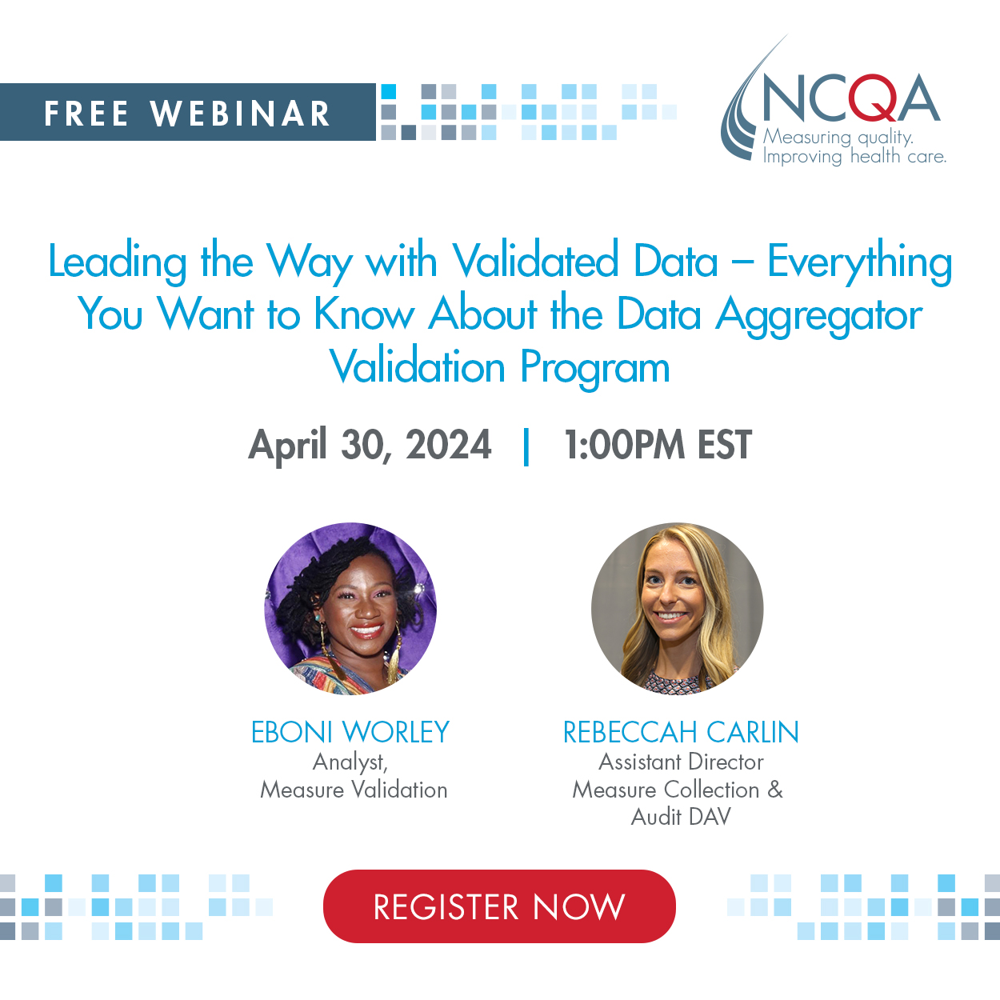 FREE WEBINAR
NCQA
Measuring quality.
Improving health care.
Leading the Way with Validated Data – Everything
You Want to Know About the Data Aggregator
Validation Program
April 30, 2024 | 1:00PM EST
EBONI WORLEY
Analyst,
Measure Validation
REBECCAH CARLIN
Assistant Director
Measure Collection &
Audit DAV
REGISTER NOW